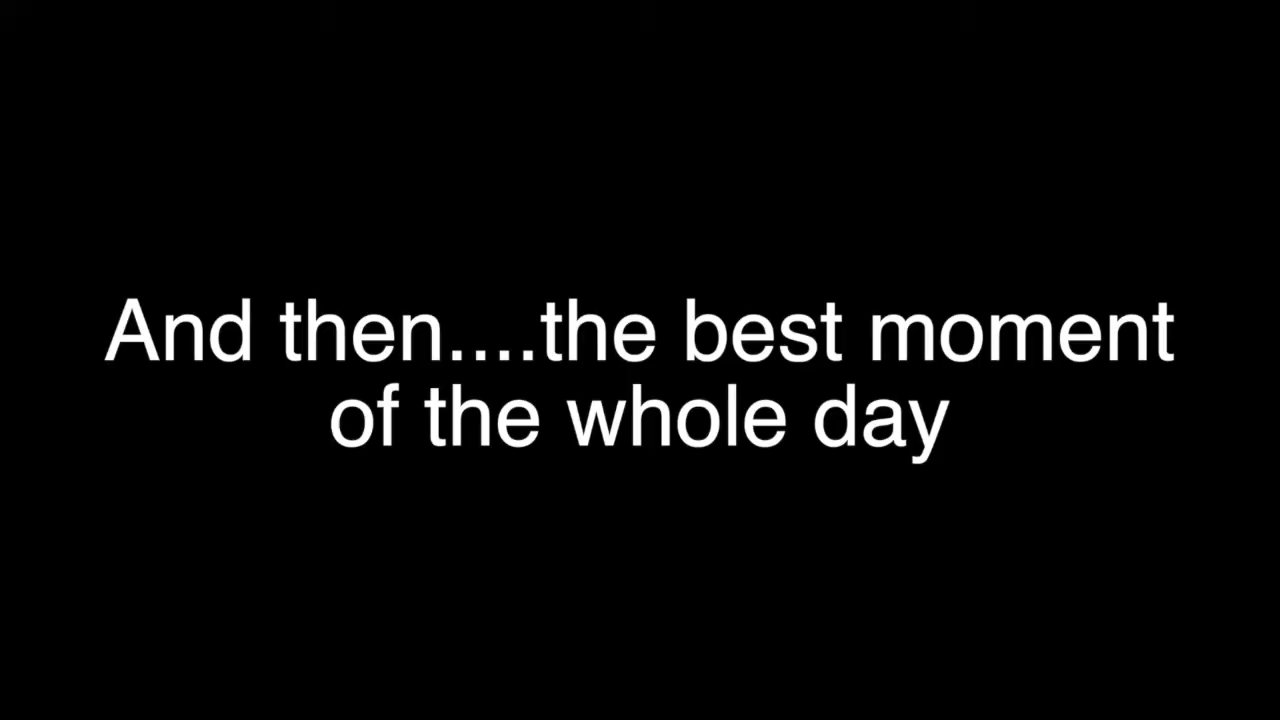 And then....the best moment
of the whole day